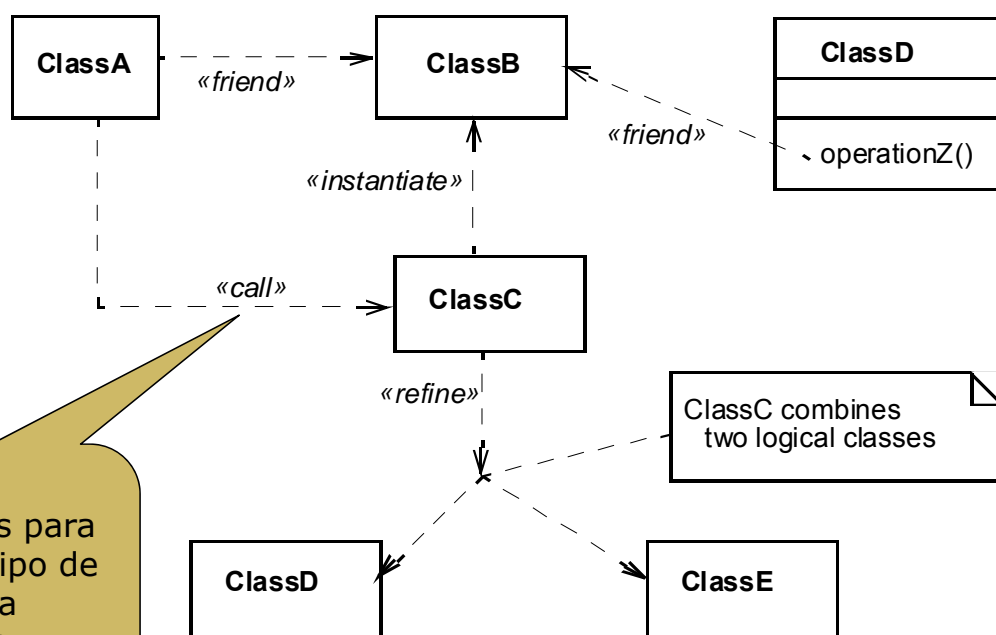 ClassA
«friend»
ClassB
«friend»
ClassD
operationZ()
«instantiate»
«call»
ClassC
«refine»
ClassC combines
two logical classes
para
de
ClassD
ClassE